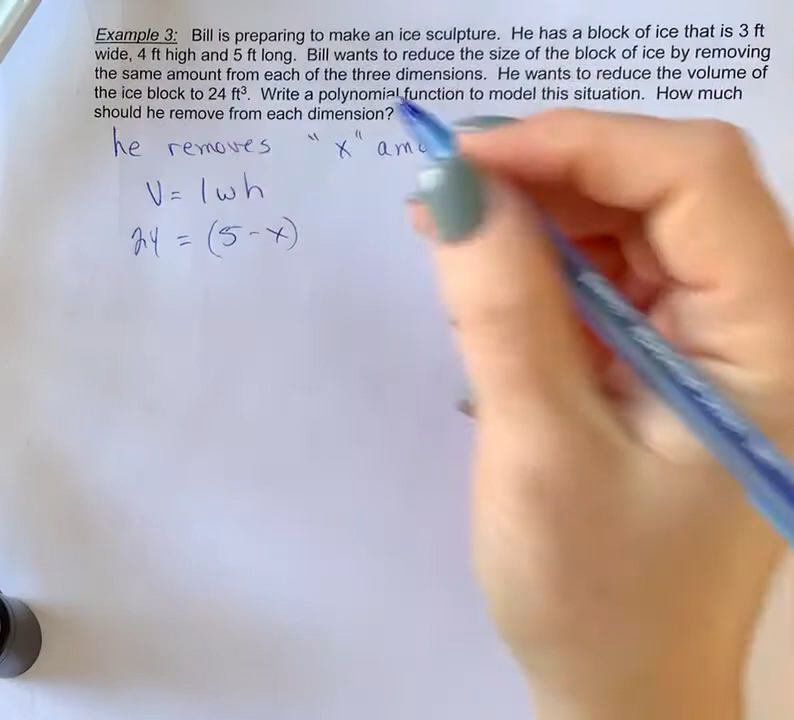 Example 3: Bill is preparing to make an ice sculpture. He has a block of ice that is 3 ft
wide, 4 ft high and 5 ft long. Bill wants to reduce the size of the block of ice by removing
the same amount from each of the three dimensions. He wants to reduce the volume of
the ice block to 24 ft³. Write a polynomial function to model this situation. How much
should he remove from each dimension?
he removes "x"
V = lwh
24 = (5-x)